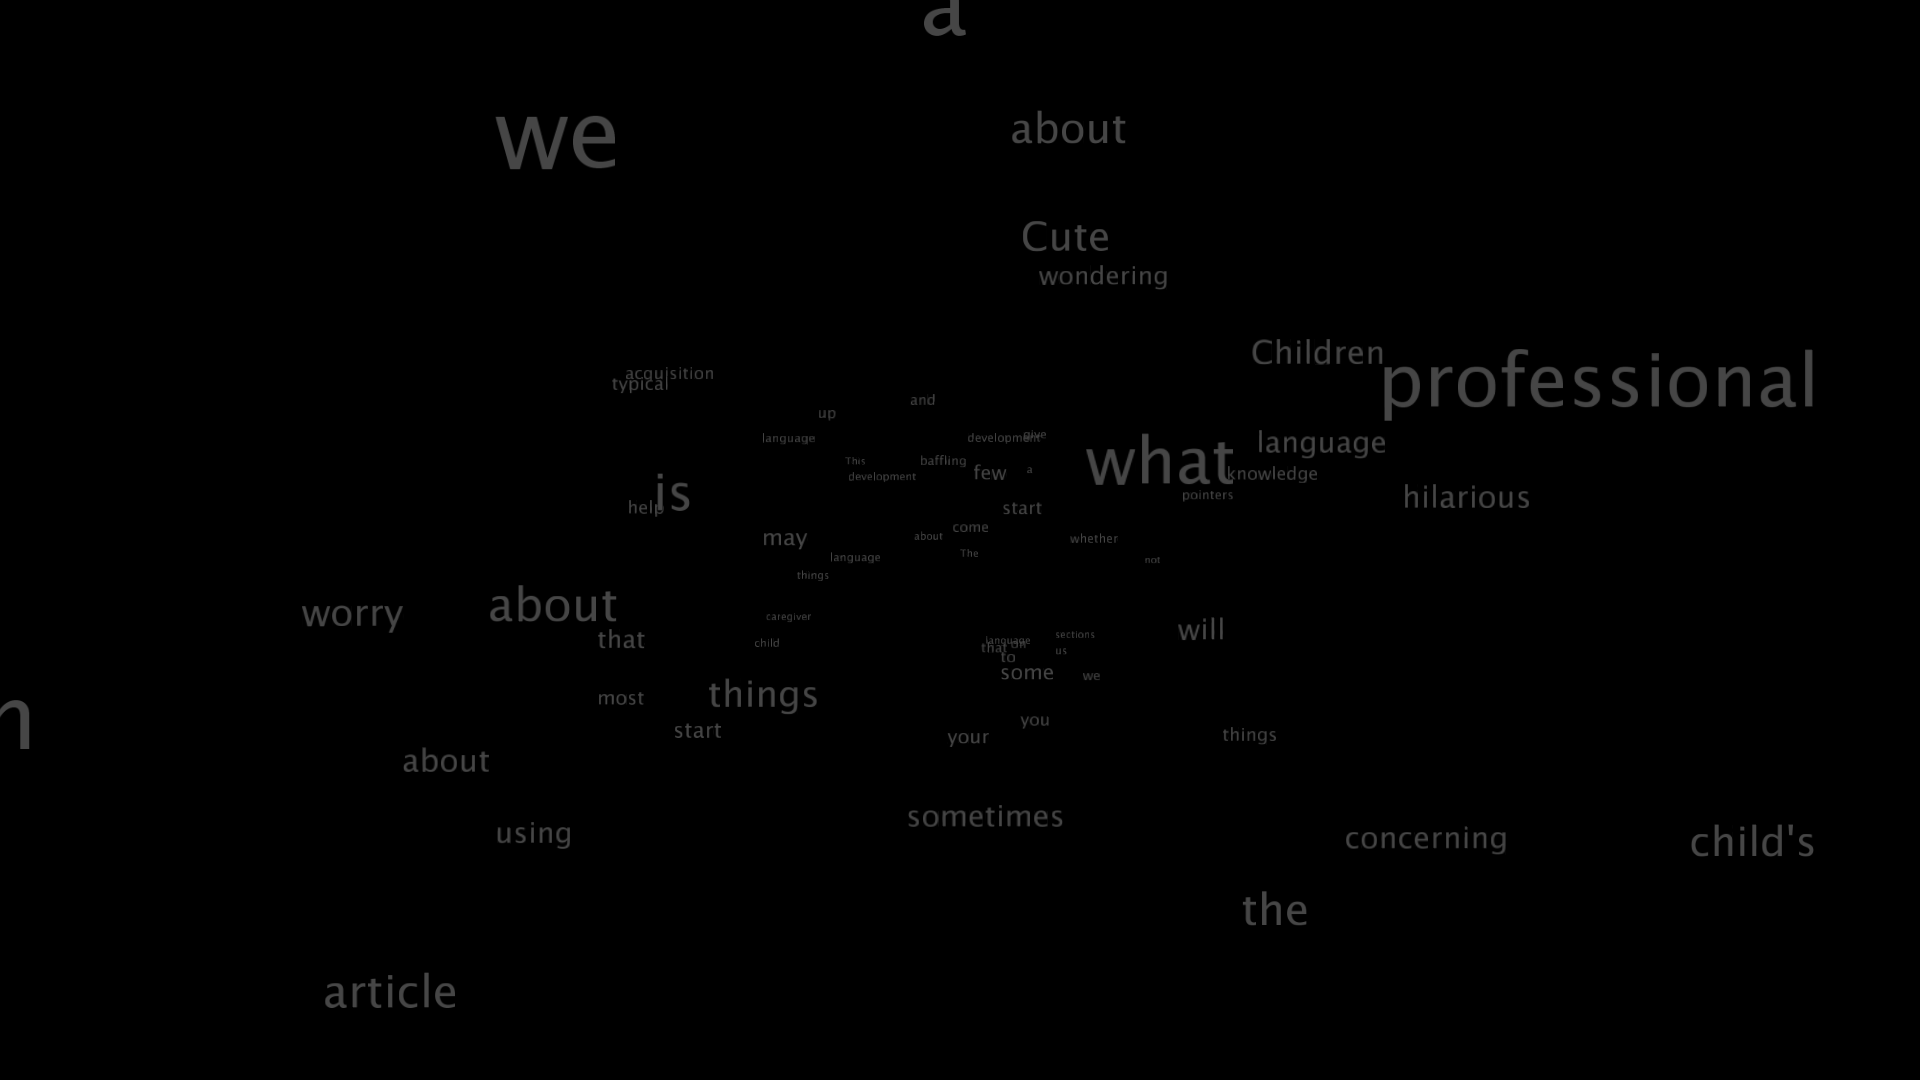 a
we
about
Cute
wondering
Children
acquisition
typical
professional
and
up
language
development
give
what
language
This
baffling
few
a
knowledge
development
is
pointers
hilarious
help
start
come
may
about
whether
The
language
not
things
about
worry
caregiver
will
that
child
language
sections
that
an
us
to
some
we
most
things
n
you
start
your
things
about
sometimes
using
concerning
child's
the
article